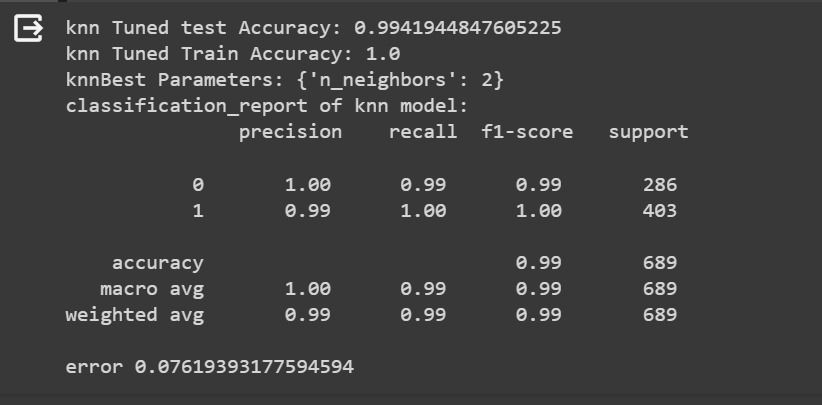 knn Tuned test Accuracy: 0.9941944847605225
knn Tuned Train Accuracy: 1.0
knnBest Parameters: {'n_neighbors': 2}
classification_report of knn model:
precision recall f1-score support
0 1.00 0.99 0.99 286
1 0.99 1.00 1.00 403
accuracy 0.99 689
macro avg 1.00 0.99 0.99 689
weighted avg 0.99 0.99 0.99 689
error 0.07619393177594594